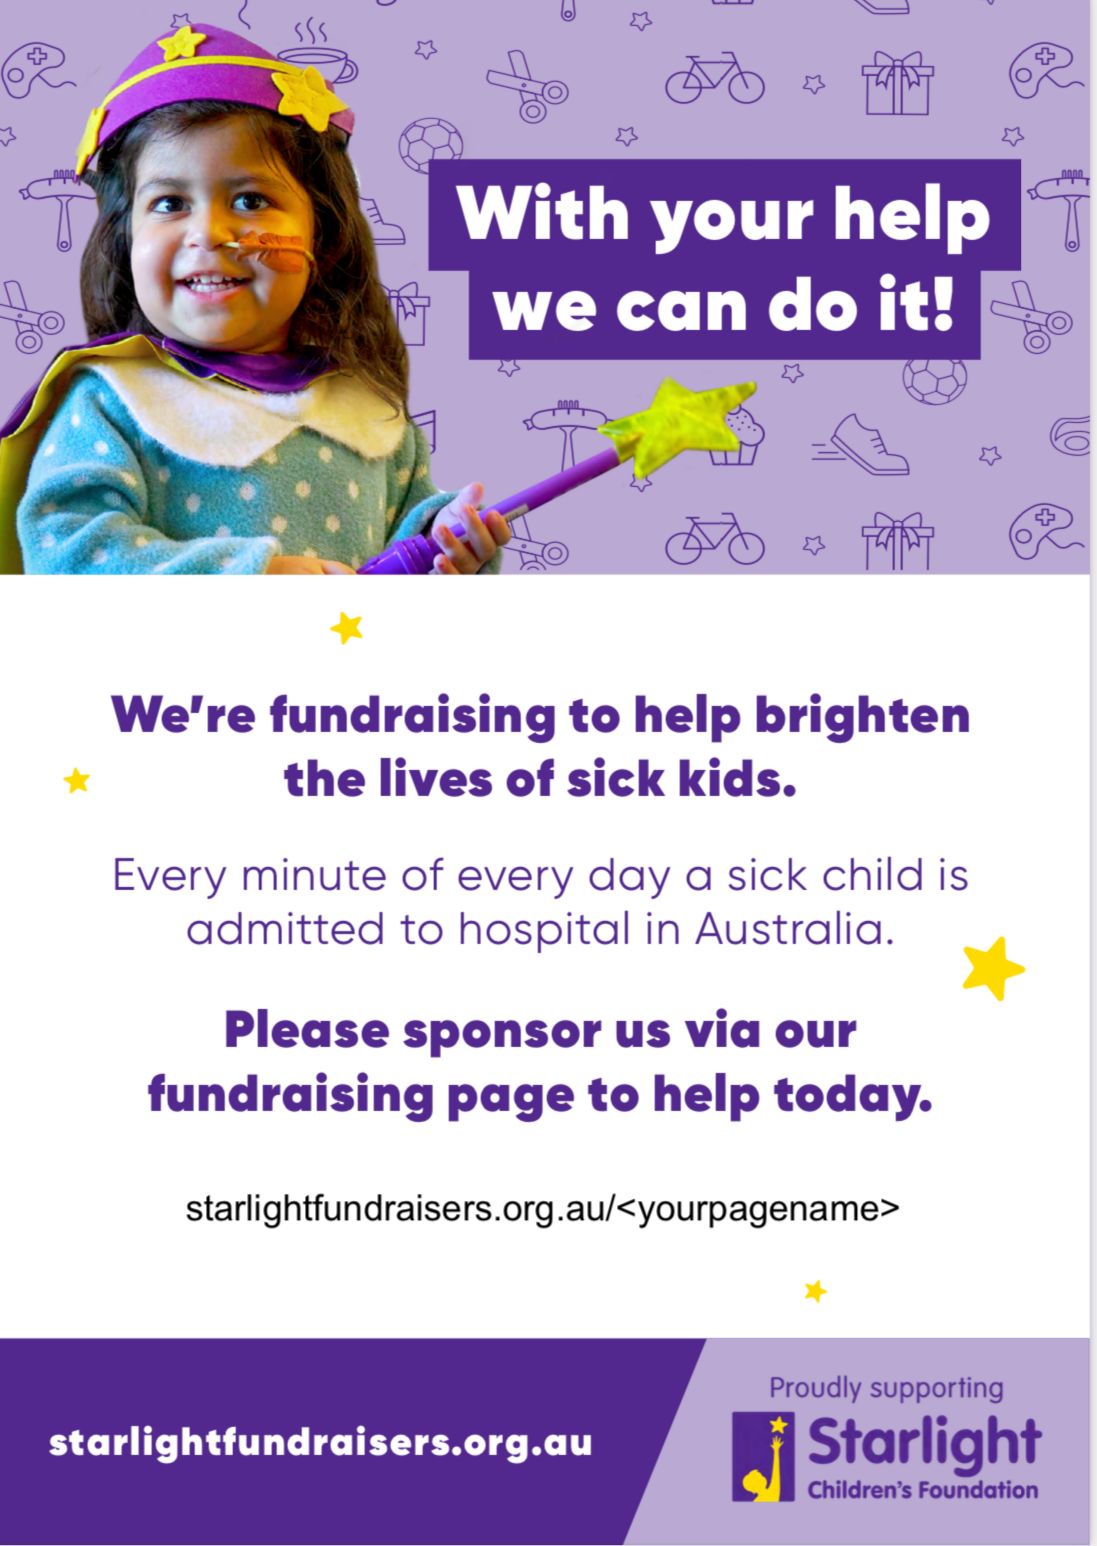 With your help
we can do it!
We’re fundraising to help brighten
the lives of sick kids.
Every minute of every day a sick child is
admitted to hospital in Australia.
Please sponsor us via our
fundraising page to help today.
starlightfundraisers.org.au/<yourpagename>
starlightfundraisers.org.au
Proudly supporting
Starlight
Children’s Foundation